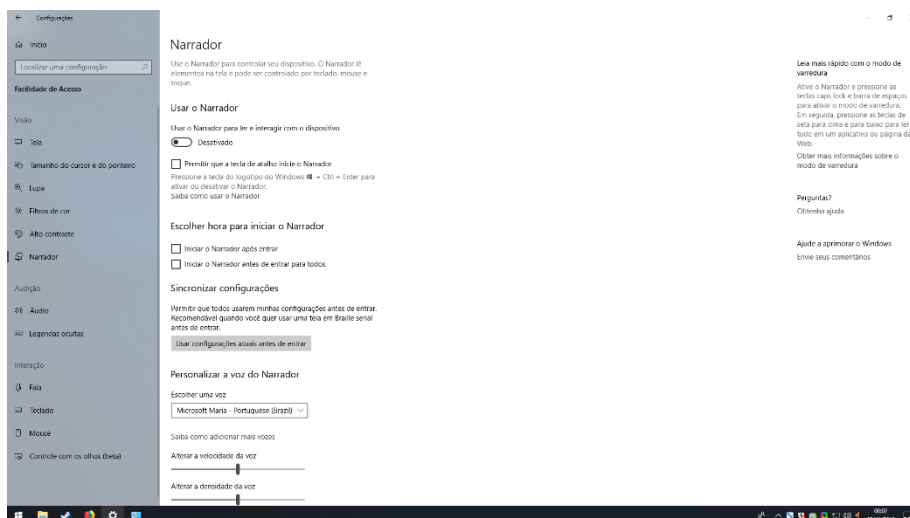 Configurações
Início
Localizar uma configuração
Facilidade de Acesso
Visão
Tela
Tamanho do cursor e do ponteiro
Lupa
Filtros de cor
Alto contraste
Narrador
Audição
Áudio
Legendas ocultas
Interação
Fala
Teclado
Mouse
Controle com os olhos (beta)
Narrador
Use o Narrador para controlar seu dispositivo. O Narrador lê
elementos na tela e pode ser controlado por teclado, mouse e
toque.
Usar o Narrador
Usar o Narrador para ler e interagir com o dispositivo
Desativado
Permitir que a tecla de atalho inicie o Narrador
Pressione a tecla do logotipo do Windows + Ctrl + Enter para
ativar ou desativar o Narrador.
Saiba como usar o Narrador
Escolher hora para iniciar o Narrador
Iniciar o Narrador após entrar
Iniciar o Narrador antes de entrar para todos
Sincronizar configurações
Permitir que todos usarem minhas configurações antes de entrar.
Recomendável quando você quer usar uma tela em Braille serial
antes de entrar.
Usar configurações atuais antes de entrar
Personalizar a voz do Narrador
Escolher uma voz
Microsoft Maria - Portuguese (Brazil)
Saiba como adicionar mais vozes
Alterar a velocidade da voz
Alterar a densidade da voz
Leia mais rápido com o modo de
varredura
Ative o Narrador e pressione as
teclas caps lock e barra de espaços
para ativar o modo de varredura.
Em seguida, pressione as teclas de
seta para cima e para baixo para ler
tudo em um aplicativo ou página da
Web.
Obter mais informações sobre o
modo de varredura
Perguntas?
Obtenha ajuda
Ajude a aprimorar o Windows
Envie seus comentários